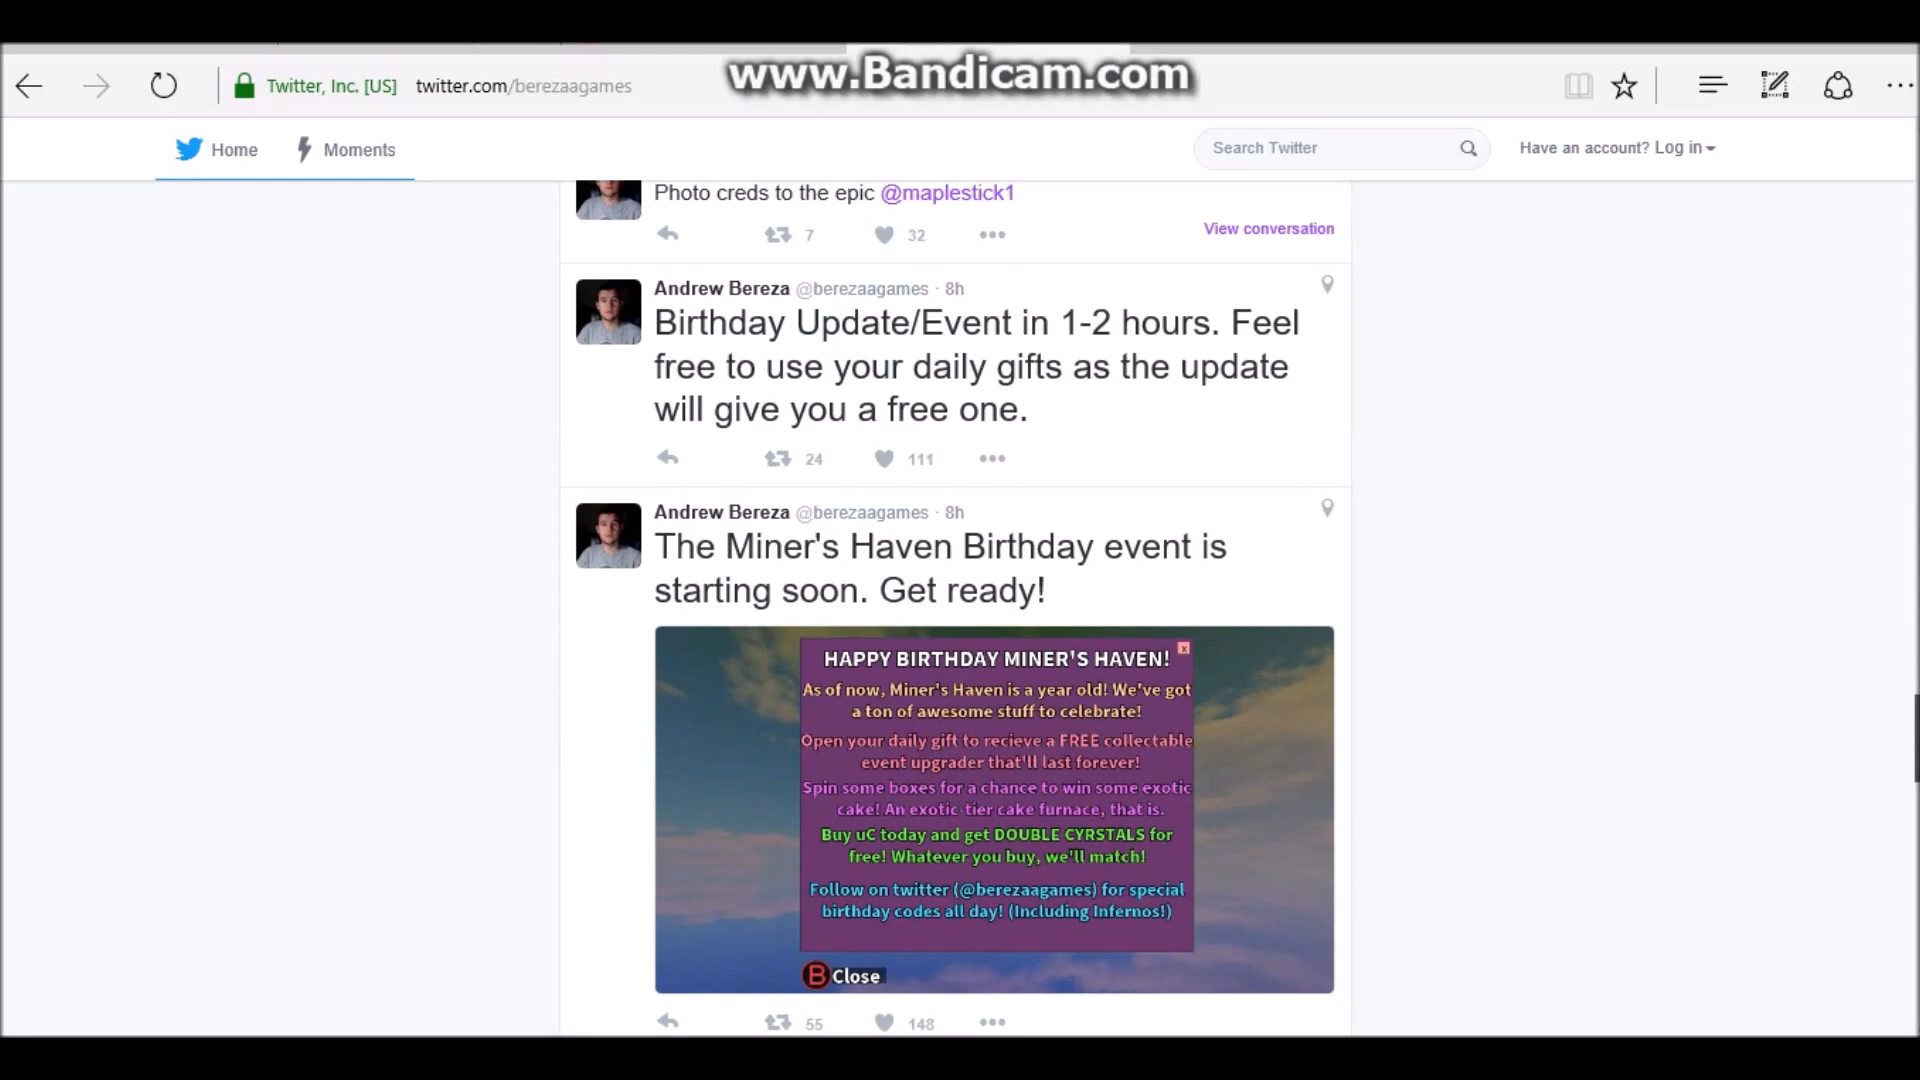 www.Bandicam.com
Twitter, Inc. [US] twitter.com/berezaagames
Home Moments
Search Twitter
Have an account? Log in
Photo creds to the epic @maplestick1
7 32
View conversation
Andrew Bereza @berezaagames · 8h
Birthday Update/Event in 1-2 hours. Feel
free to use your daily gifts as the update
will give you a free one.
24 111
Andrew Bereza @berezaagames · 8h
The Miner's Haven Birthday event is
starting soon. Get ready!
HAPPY BIRTHDAY MINER'S HAVEN!
x
As of now, Miner's Haven is a year old! We've got
a ton of awesome stuff to celebrate!
Open your daily gift to recieve a FREE collectable
event upgrader that'll last forever!
Spin some boxes for a chance to win some exotic
cake! An exotic-tier cake furnace, that is.
Buy uC today and get DOUBLE CYRSTALS for
free! Whatever you buy, we'll match!
Follow on twitter (@berezaagames) for special
birthday codes all day! (Including Infernos!)
B Close
55 148